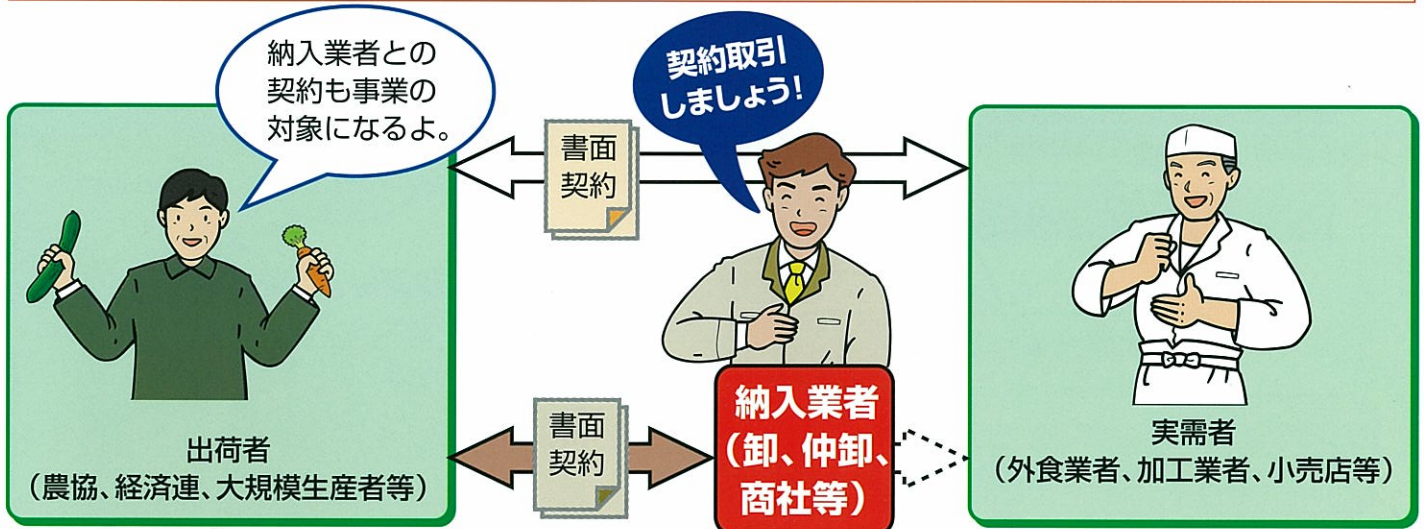 納入業者との
契約も事業の
対象になるよ。
契約取引
しましょう!
書面
契約
出荷者
（農協、経済連、大規模生産者等）
書面
契約
納入業者
（卸、仲卸、
商社等）
実需者
（外食業者、加工業者、小売店等）